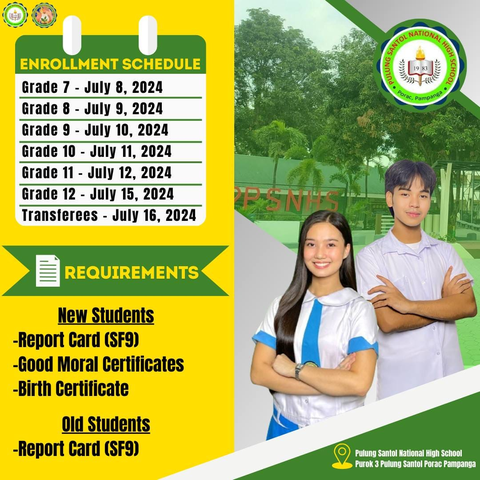 ENROLLMENT SCHEDULE
Grade 7 - July 8, 2024
Grade 8 - July 9, 2024
Grade 9 - July 10, 2024
Grade 10 - July 11, 2024
Grade 11 - July 12, 2024
Grade 12 - July 15, 2024
Transferees - July 16, 2024
PULUNG SANTOL NATIONAL HIGH SCHOOL
Porac, Pampanga
PPSNHS
REQUIREMENTS
New Students
-Report Card (SF9)
-Good Moral Certificates
-Birth Certificate
Old Students
-Report Card (SF9)
Pulung Santol National High School
Purok 3 Pulung Santol Porac Pampanga